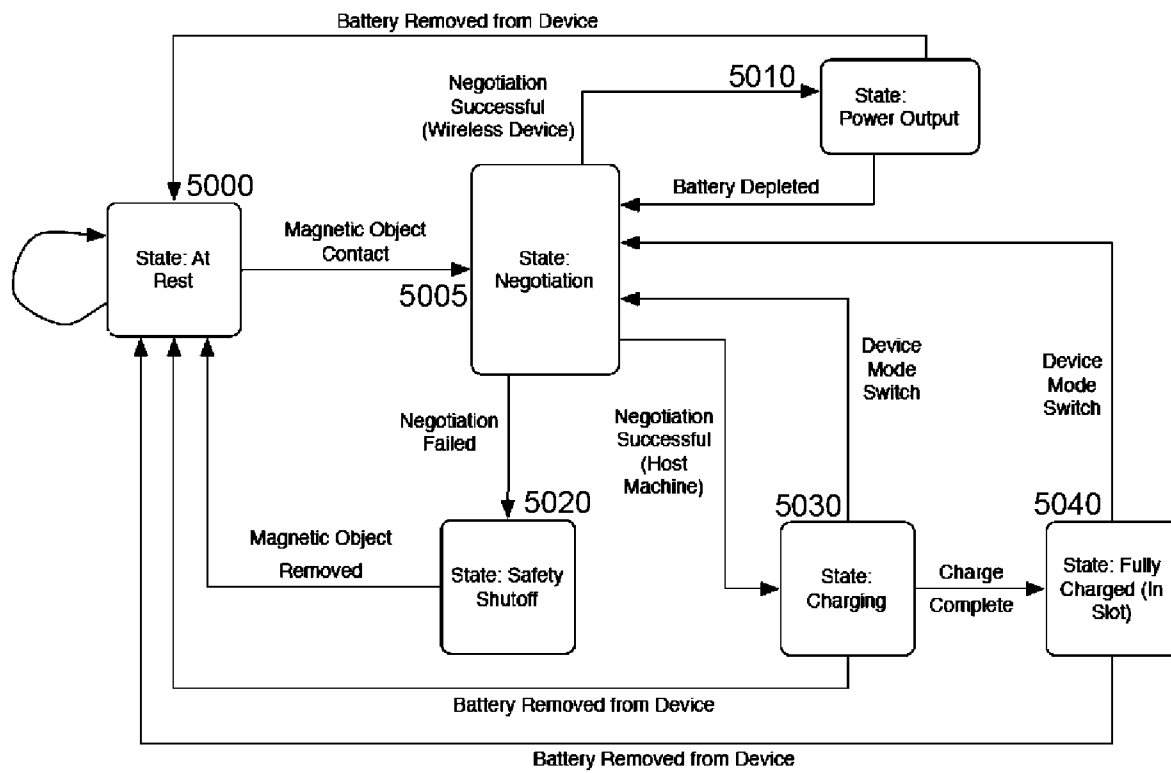 Battery Removed from Device
5010
Negotiation
Successful
(Wireless Device)
State:
Power Output
5000
Battery Depleted
Magnetic Object
Contact
State: At
Rest
State:
Negotiation
5005
Device
Mode
Switch
Device
Mode
Switch
Negotiation
Failed
Negotiation
Successful
(Host
Machine)
5020
5030
5040
Magnetic Object
Removed
State: Safety
Shutoff
State:
Charging
Charge
Complete
State: Fully
Charged (In
Slot)
Battery Removed from Device
Battery Removed from Device